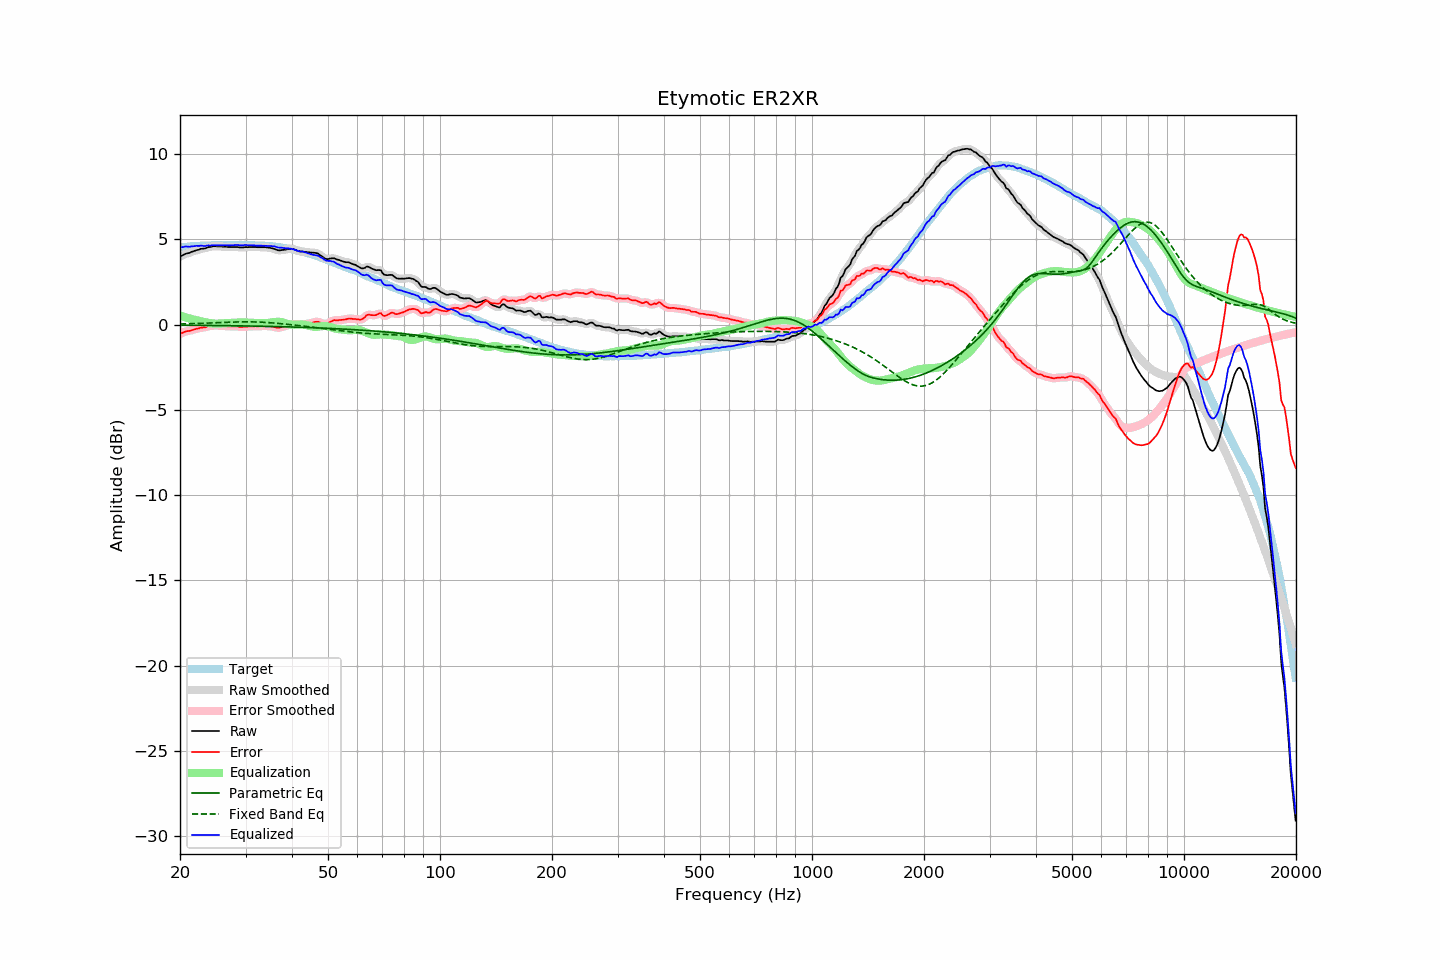 Etymotic ER2XR
10
5
0
−5
−10
−15
−20
−25
−30
Amplitude (dBr)
Target
Raw Smoothed
Error Smoothed
Raw
Error
Equalization
Parametric Eq
Fixed Band Eq
Equalized
20 50 100 200 500 1000 2000 5000 10000 20000
Frequency (Hz)